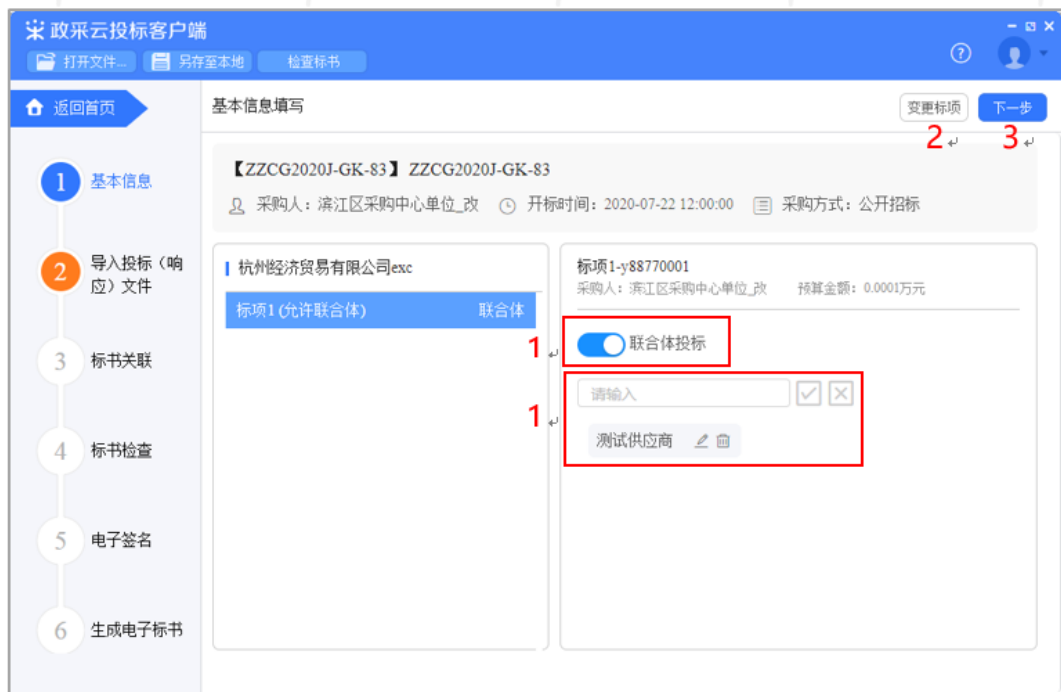 政采云投标客户端
打开文件... 另存至本地 检查标书
返回首页 基本信息填写 变更标项 下一步
2 3
【ZZCG2020J-GK-83】 ZZCG2020J-GK-83
采购人：滨江区采购中心单位_改 开标时间：2020-07-22 12:00:00 采购方式：公开招标
1 基本信息
2 导入投标（响
应）文件
3 标书关联
4 标书检查
5 电子签名
6 生成电子标书
杭州经济贸易有限公司exc
标项1 (允许联合体) 联合体
标项1-y88770001
采购人：滨江区采购中心单位_改 预算金额：0.0001万元
1 联合体投标
请输入
1
测试供应商